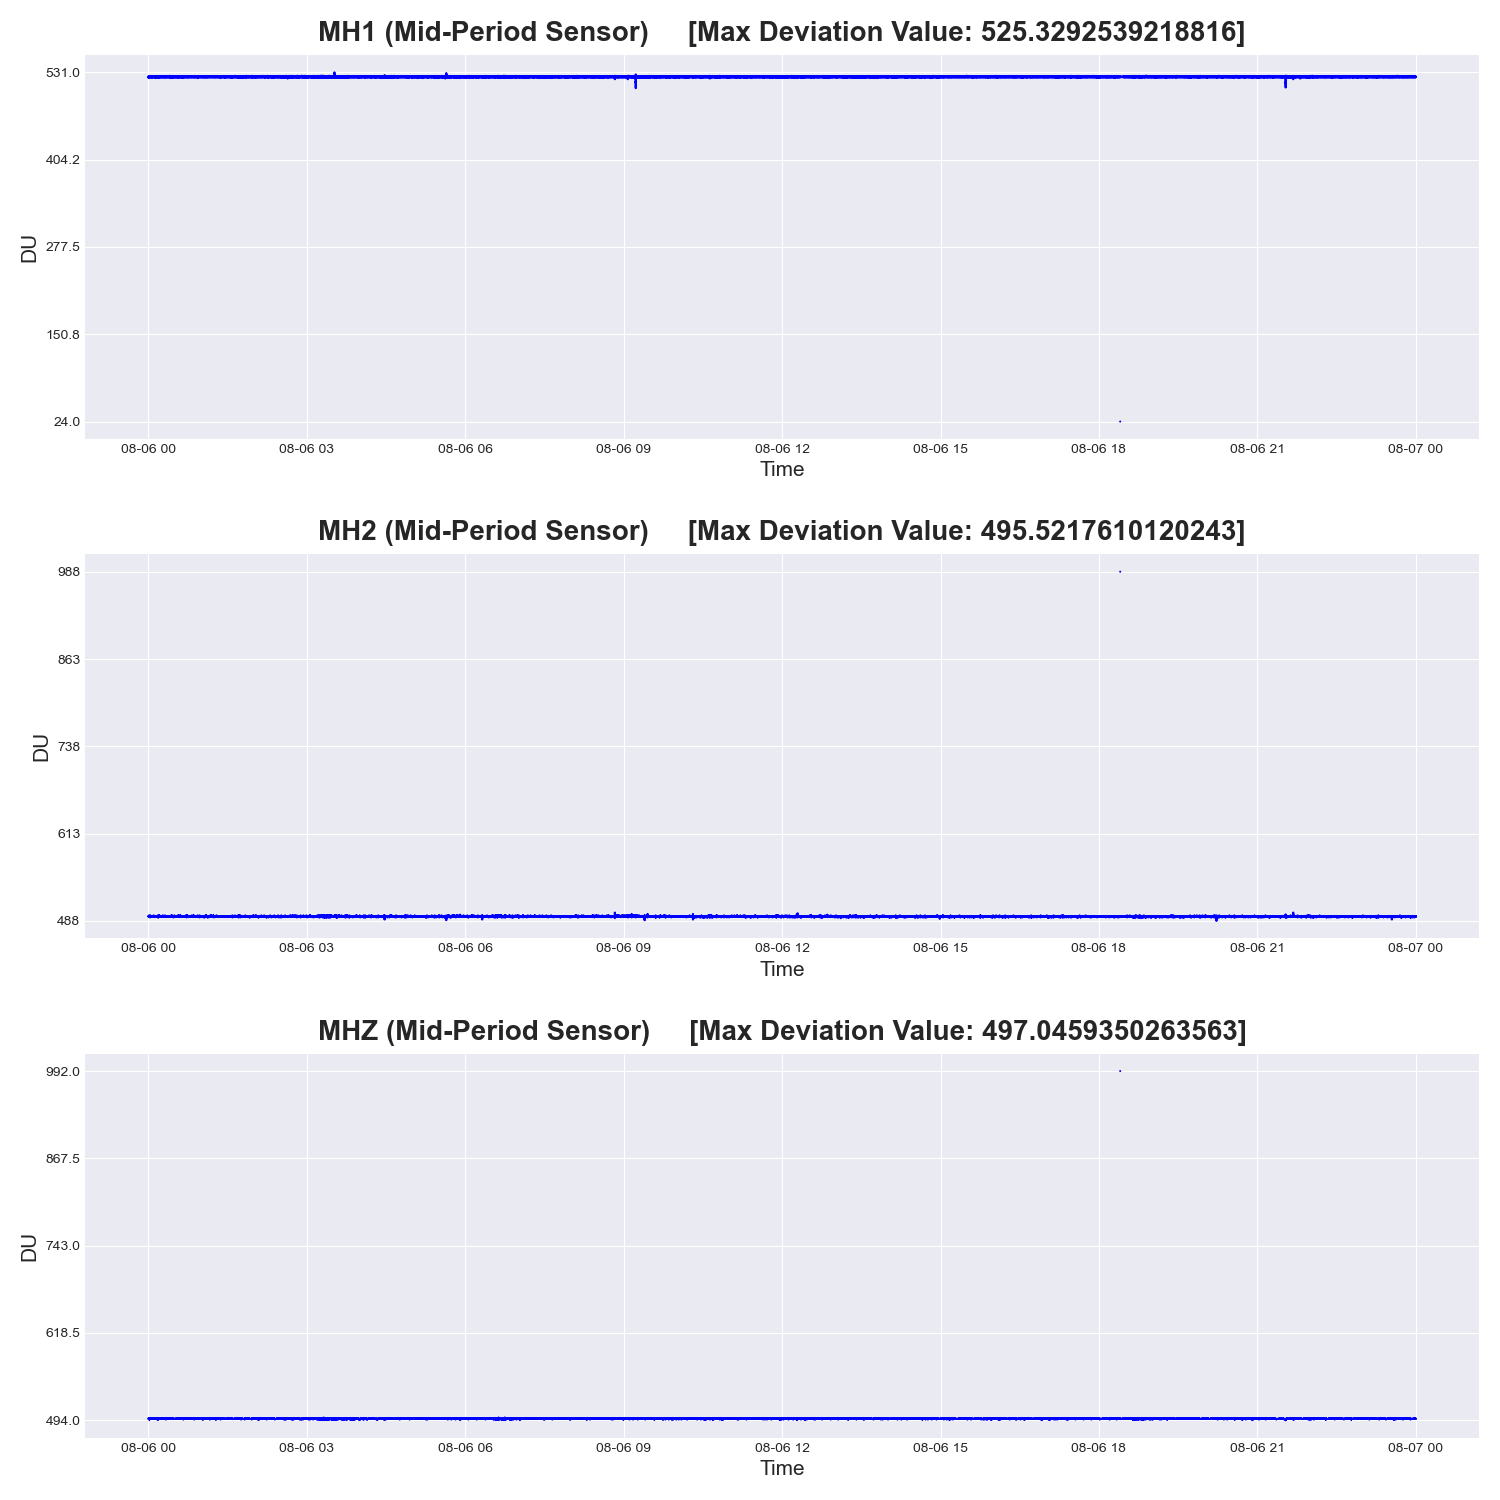 MH1 (Mid-Period Sensor) [Max Deviation Value: 525.3292539218816]
531.0
404.2
277.5
150.8
24.0
DU
08-06 00 08-06 03 08-06 06 08-06 09 08-06 12 08-06 15 08-06 18 08-06 21 08-07 00
Time
MH2 (Mid-Period Sensor) [Max Deviation Value: 495.5217610120243]
988
863
738
613
488
DU
08-06 00 08-06 03 08-06 06 08-06 09 08-06 12 08-06 15 08-06 18 08-06 21 08-07 00
Time
MHZ (Mid-Period Sensor) [Max Deviation Value: 497.0459350263563]
992.0
867.5
743.0
618.5
494.0
DU
08-06 00 08-06 03 08-06 06 08-06 09 08-06 12 08-06 15 08-06 18 08-06 21 08-07 00
Time